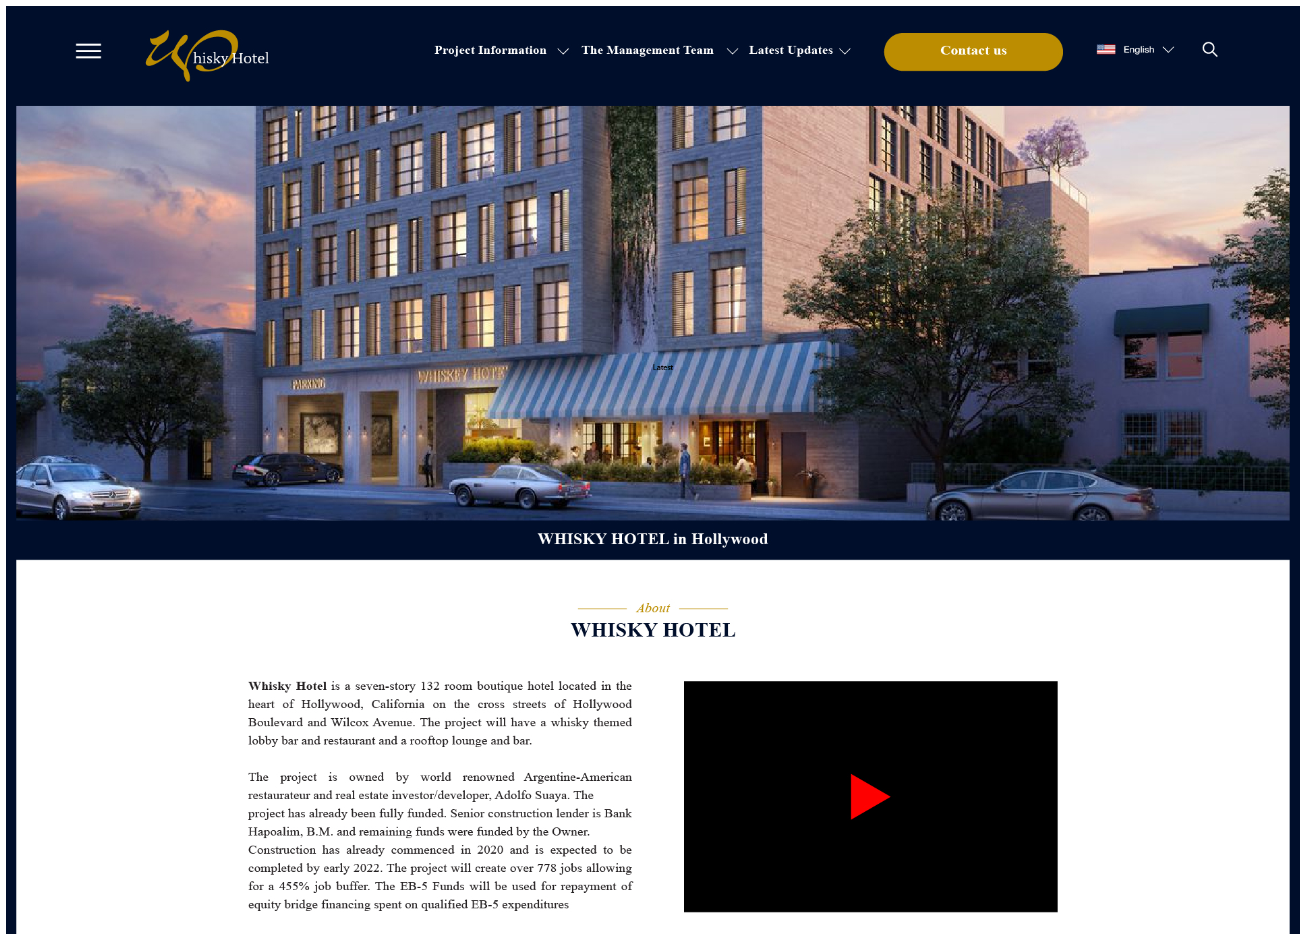 Whisky Hotel
Project Information
The Management Team
Latest Updates
Contact us
English
PARKING
WHISKEY HOTEL
Latest
WHISKY HOTEL in Hollywood
About
WHISKY HOTEL
Whisky Hotel is a seven-story 132 room boutique hotel located in the
heart of Hollywood, California on the cross streets of Hollywood
Boulevard and Wilcox Avenue. The project will have a whisky themed
lobby bar and restaurant and a rooftop lounge and bar.
The project is owned by world renowned Argentine-American
restaurateur and real estate investor/developer, Adolfo Suaya. The
project has already been fully funded. Senior construction lender is Bank
Hapoalim, B.M. and remaining funds were funded by the Owner.
Construction has already commenced in 2020 and is expected to be
completed by early 2022. The project will create over 778 jobs allowing
for a 455% job buffer. The EB-5 Funds will be used for repayment of
equity bridge financing spent on qualified EB-5 expenditures